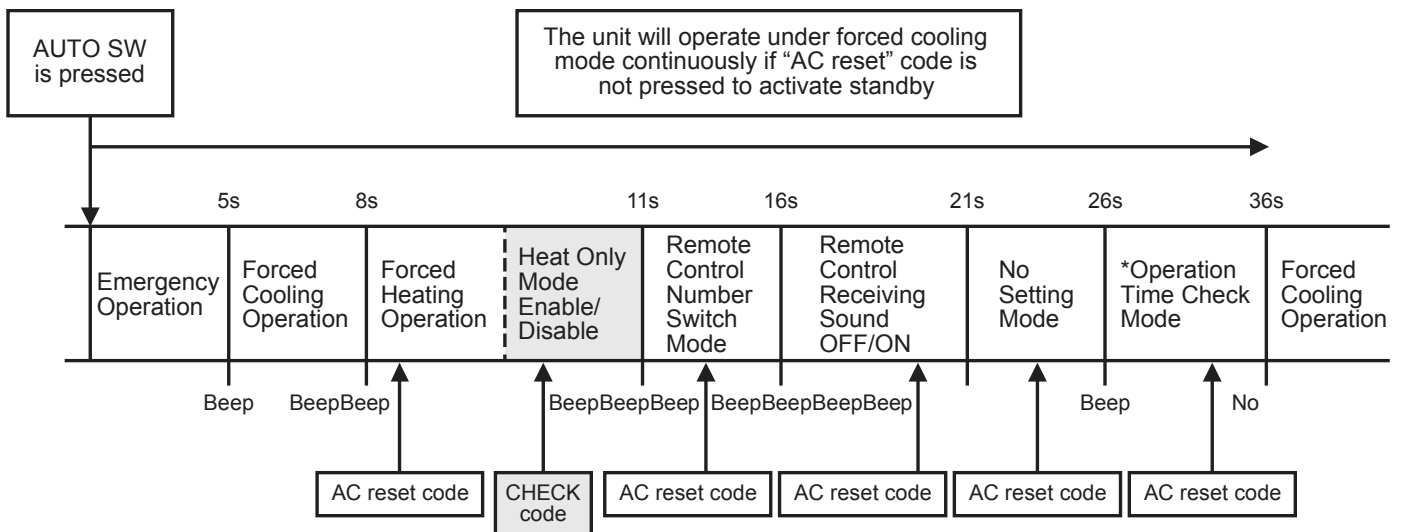 AUTO SW
is pressed
The unit will operate under forced cooling
mode continuously if “AC reset” code is
not pressed to activate standby
5s
8s
11s
16s
21s
26s
36s
Emergency
Operation
Forced
Cooling
Operation
Forced
Heating
Operation
Heat Only
Mode
Enable/
Disable
Remote
Control
Number
Switch
Mode
Remote
Control
Receiving
Sound
OFF/ON
No
Setting
Mode
*Operation
Time Check
Mode
Forced
Cooling
Operation
Beep
BeepBeep
BeepBeepBeep
BeepBeepBeepBeep
Beep
No
AC reset code
CHECK
code
AC reset code
AC reset code
AC reset code
AC reset code